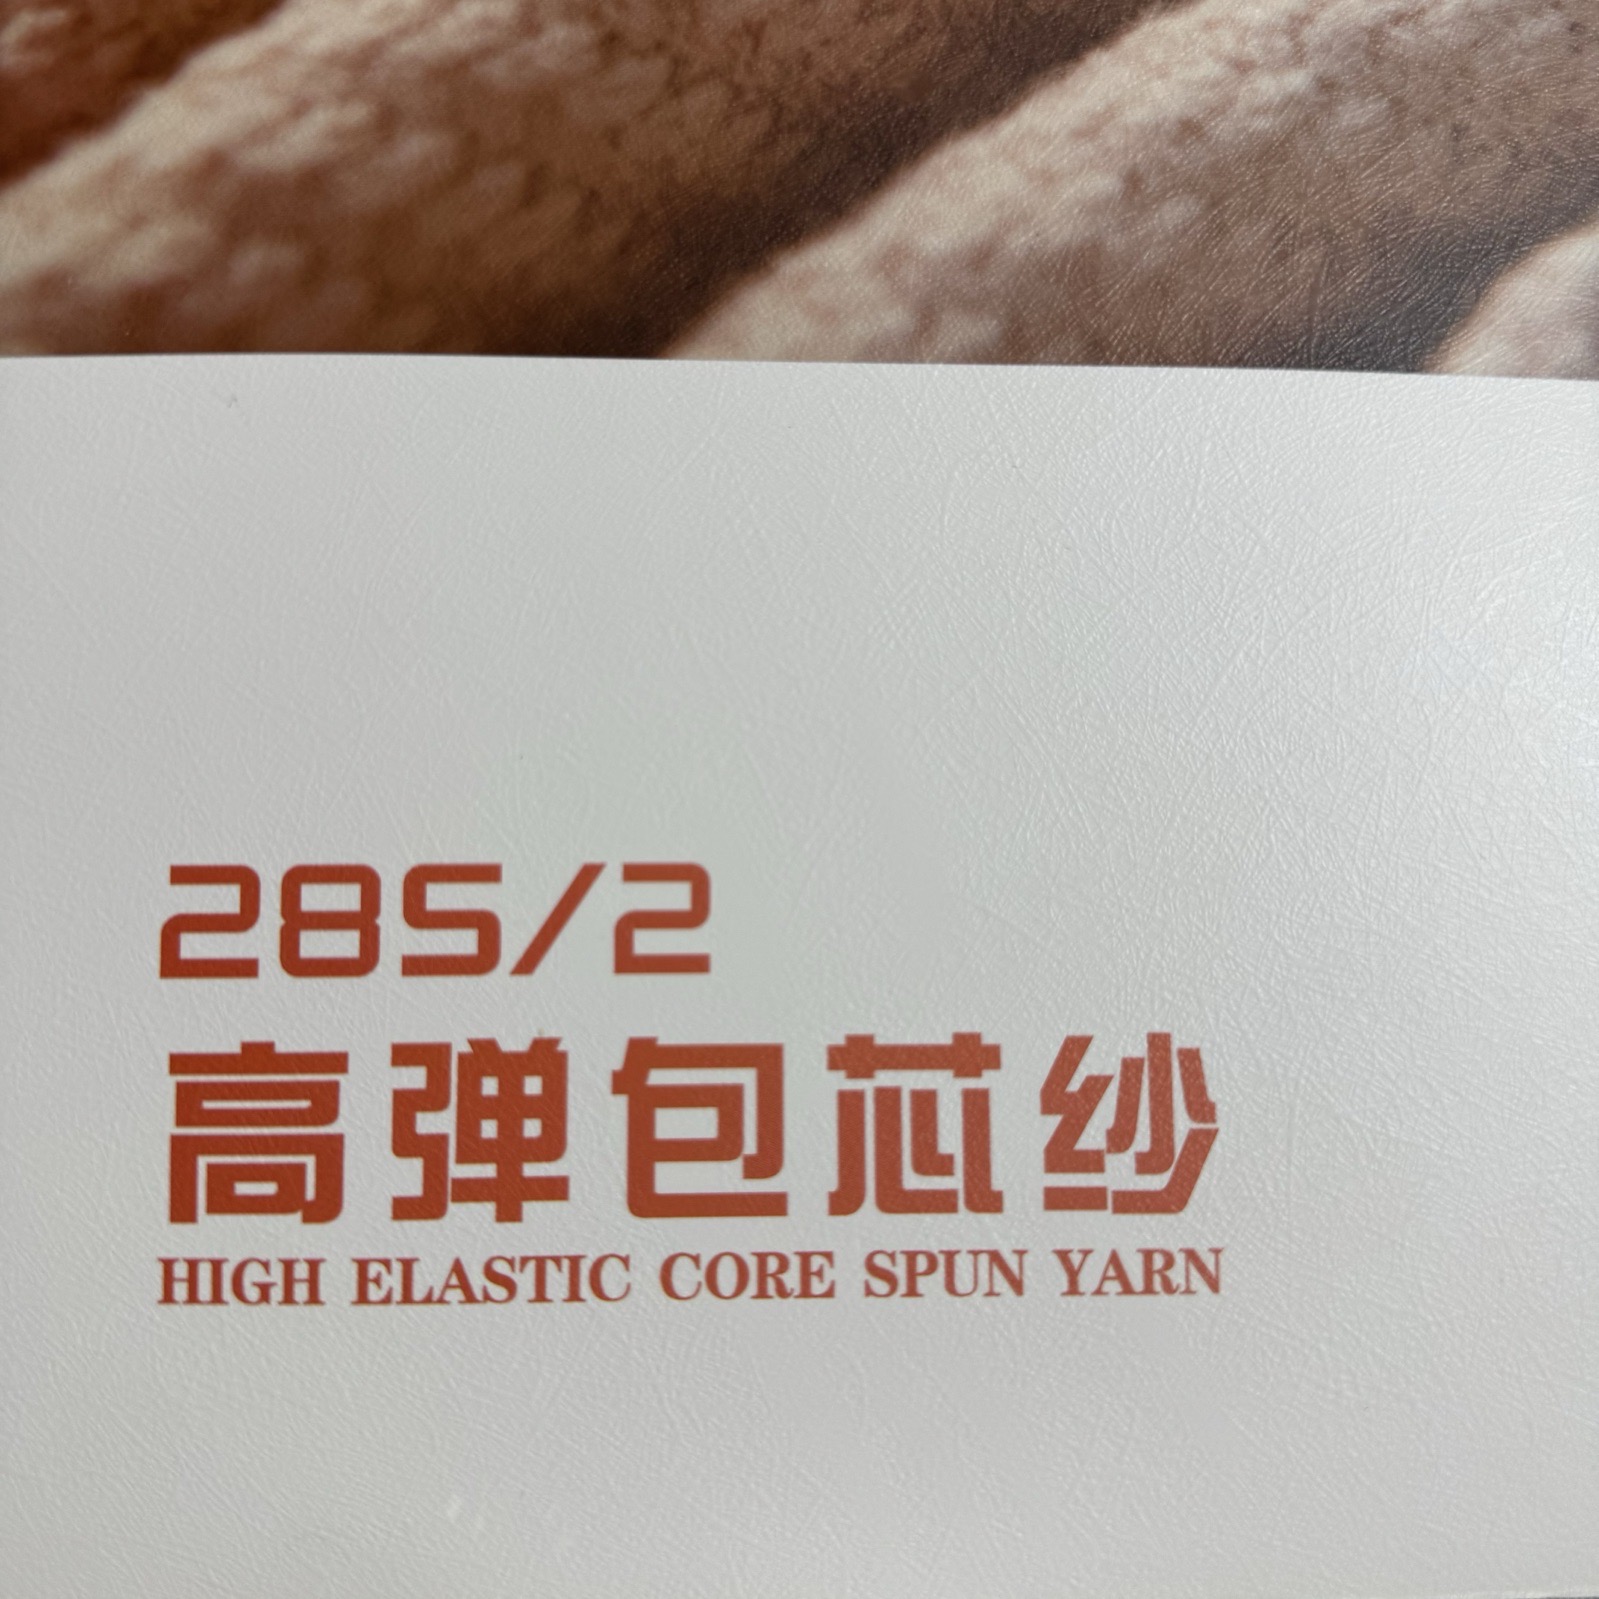 28S/2
高弹包芯纱
HIGH ELASTIC CORE SPUN YARN